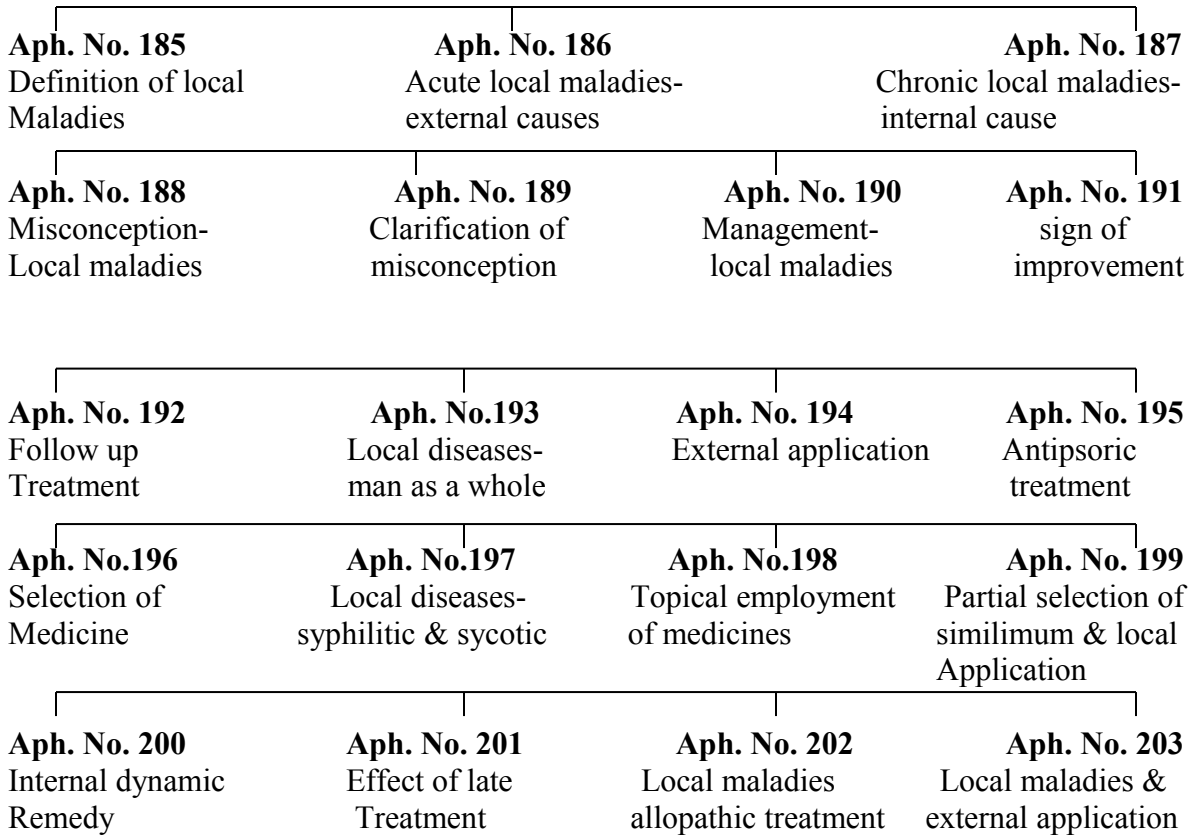 Aph. No. 185 Aph. No. 186 Aph. No. 187
Definition of local Acute local maladies- Chronic local maladies-
Maladies external causes internal cause
Aph. No. 188 Aph. No. 189 Aph. No. 190 Aph. No. 191
Misconception- Clarification of Management- sign of
Local maladies misconception local maladies improvement
Aph. No. 192 Aph. No.193 Aph. No. 194 Aph. No. 195
Follow up Local diseases- External application Antipsoric
Treatment man as a whole treatment
Aph. No.196 Aph. No.197 Aph. No.198 Aph. No. 199
Selection of Local diseases- Topical employment Partial selection of
Medicine syphilitic & sycotic of medicines similimum & local
Application
Aph. No. 200 Aph. No. 201 Aph. No. 202 Aph. No. 203
Internal dynamic Effect of late Local maladies Local maladies &
Remedy Treatment allopathic treatment external application